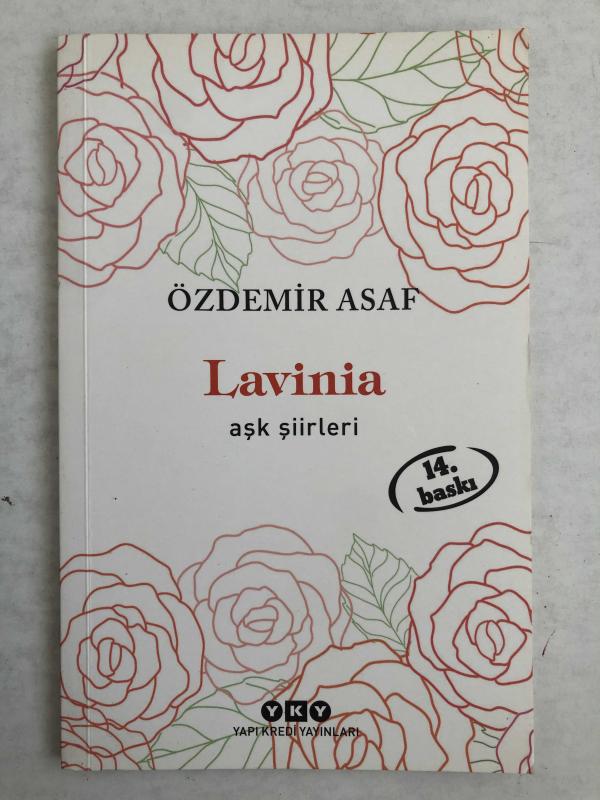 ÖZDEMİR ASAF
Lavinia
aşk şiirleri
14.
baskı
YKY
YAPI KREDİ YAYINLARI